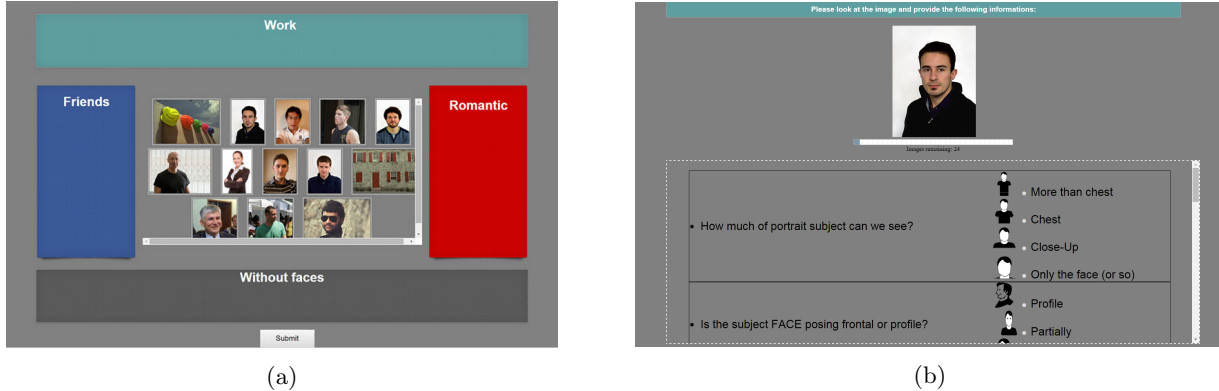 Work
Friends
Romantic
Without faces
Submit
(a)
Please look at the image and provide the following informations:
Images remaining: 24
• How much of portrait subject can we see?
More than chest
Chest
Close-Up
Only the face (or so)
• Is the subject FACE posing frontal or profile?
Profile
Partially
(b)